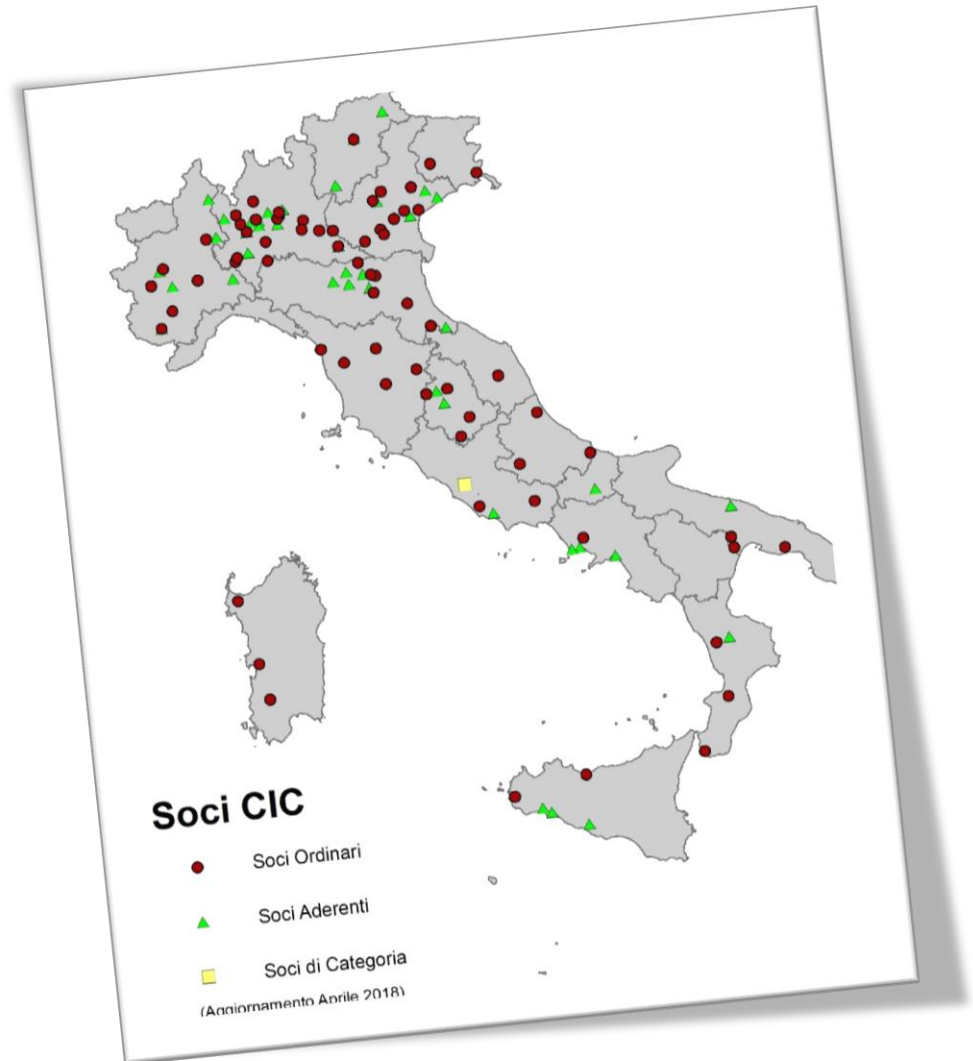 Soci CIC
Soci Ordinari
Soci Aderenti
Soci di Categoria
(Aggiornamento Aprile 2018)